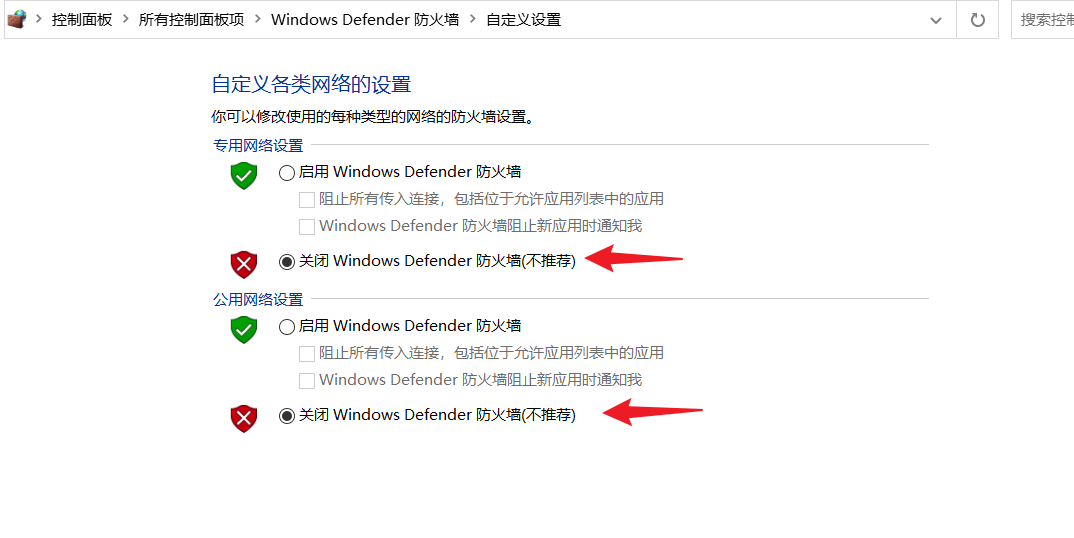 控制面板 > 所有控制面板项 > Windows Defender 防火墙 > 自定义设置
搜索控制
自定义各类网络的设置
你可以修改使用的每种类型的网络的防火墙设置。
专用网络设置
启用 Windows Defender 防火墙
阻止所有传入连接，包括位于允许应用列表中的应用
Windows Defender 防火墙阻止新应用时通知我
关闭 Windows Defender 防火墙(不推荐)
公用网络设置
启用 Windows Defender 防火墙
阻止所有传入连接，包括位于允许应用列表中的应用
Windows Defender 防火墙阻止新应用时通知我
关闭 Windows Defender 防火墙(不推荐)